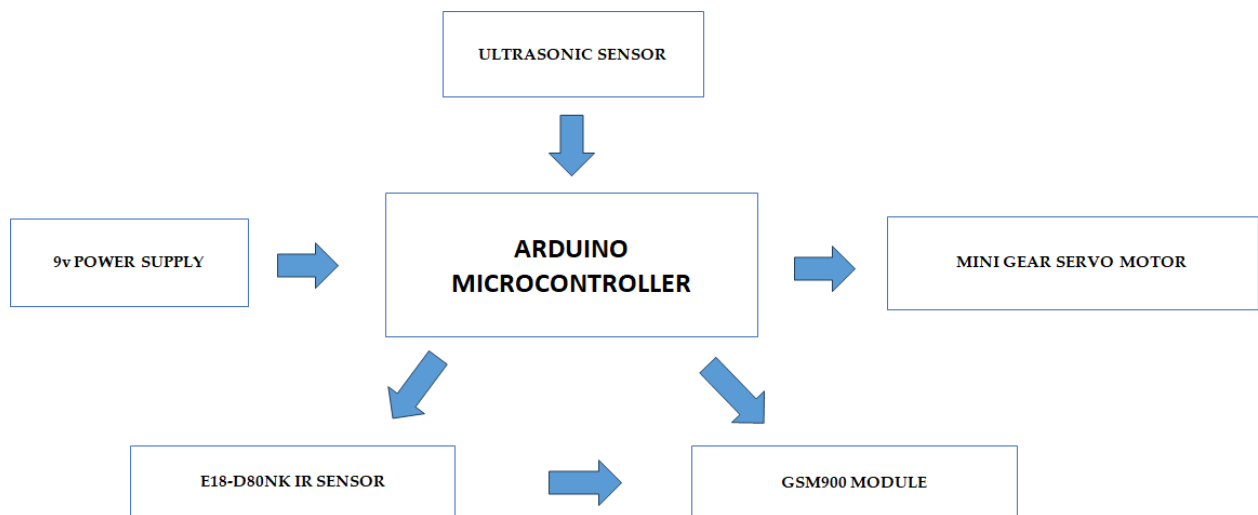 ULTRASONIC SENSOR
9v POWER SUPPLY
ARDUINO
MICROCONTROLLER
MINI GEAR SERVO MOTOR
E18-D80NK IR SENSOR
GSM900 MODULE